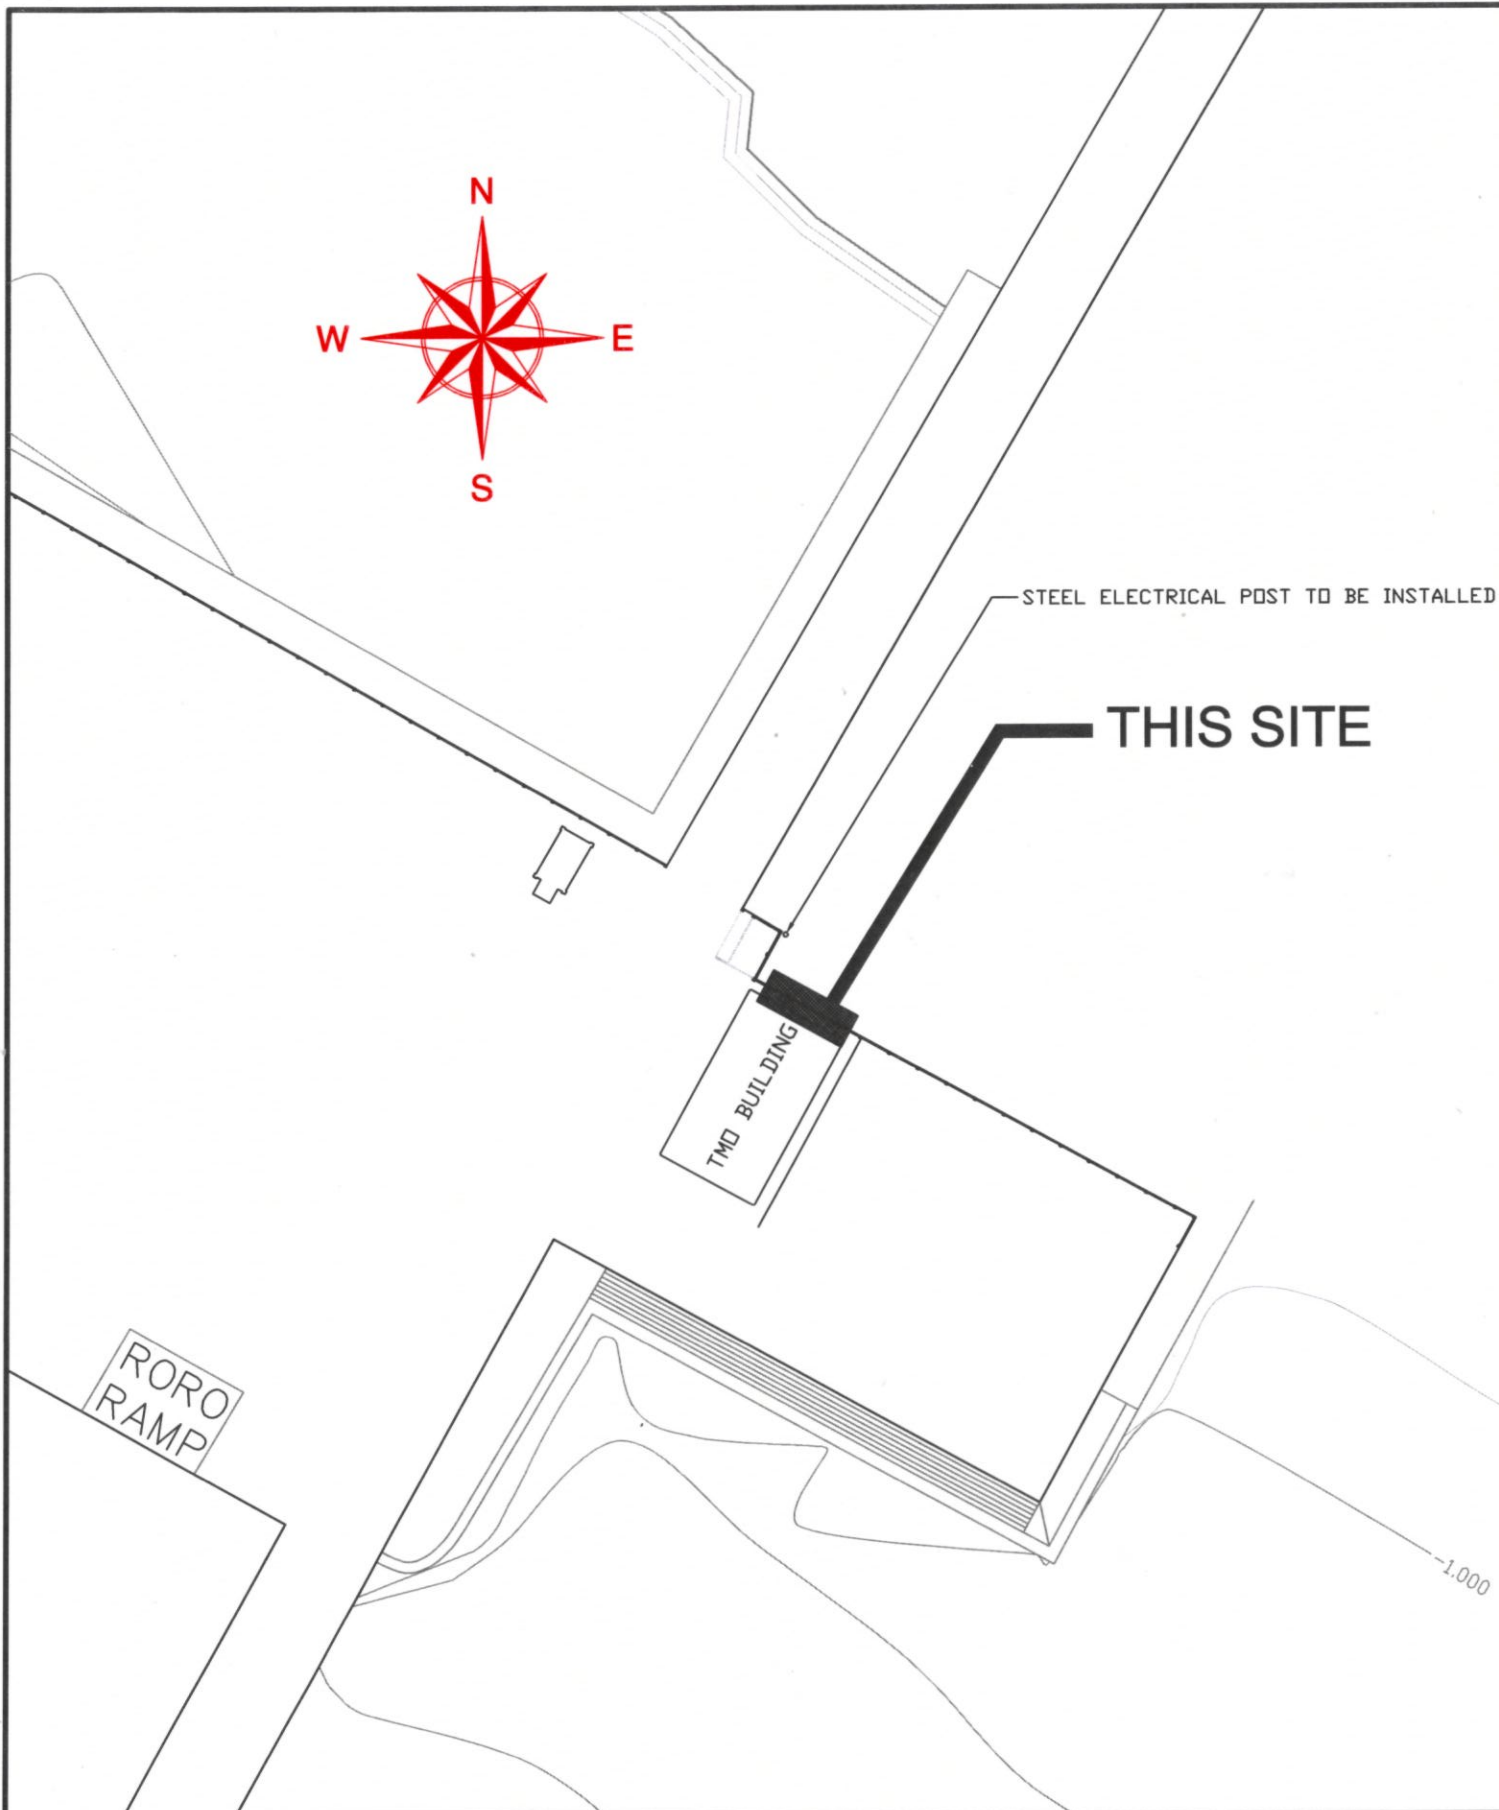 N
W
E
S
STEEL ELECTRICAL POST TO BE INSTALLED
THIS SITE
TMO BUILDING
RORO
RAMP
-1.000